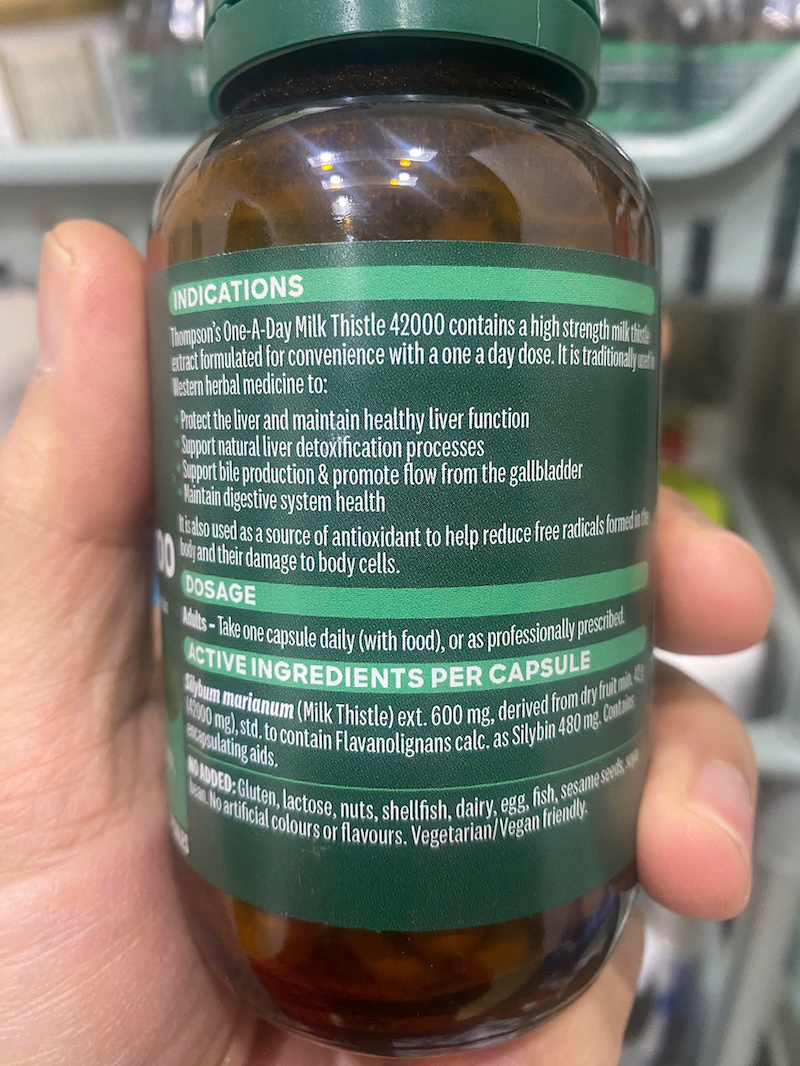 INDICATIONS
Thompson's One-A-Day Milk Thistle 42000 contains a high strength milk thistle
extract formulated for convenience with a one a day dose. It is traditionally used in
Western herbal medicine to:
• Protect the liver and maintain healthy liver function
• Support natural liver detoxification processes
• Support bile production & promote flow from the gallbladder
• Maintain digestive system health
It is also used as a source of antioxidant to help reduce free radicals formed in the
body and their damage to body cells.
DOSAGE
Adults – Take one capsule daily (with food), or as professionally prescribed.
ACTIVE INGREDIENTS PER CAPSULE
Silybum marianum (Milk Thistle) ext. 600 mg, derived from dry fruit min. 42 g
(42000 mg), std. to contain Flavanolignans calc. as Silybin 480 mg. Contains
encapsulating aids.
NO ADDED: Gluten, lactose, nuts, shellfish, dairy, egg, fish, sesame seeds, soya
bean. No artificial colours or flavours. Vegetarian/Vegan friendly.